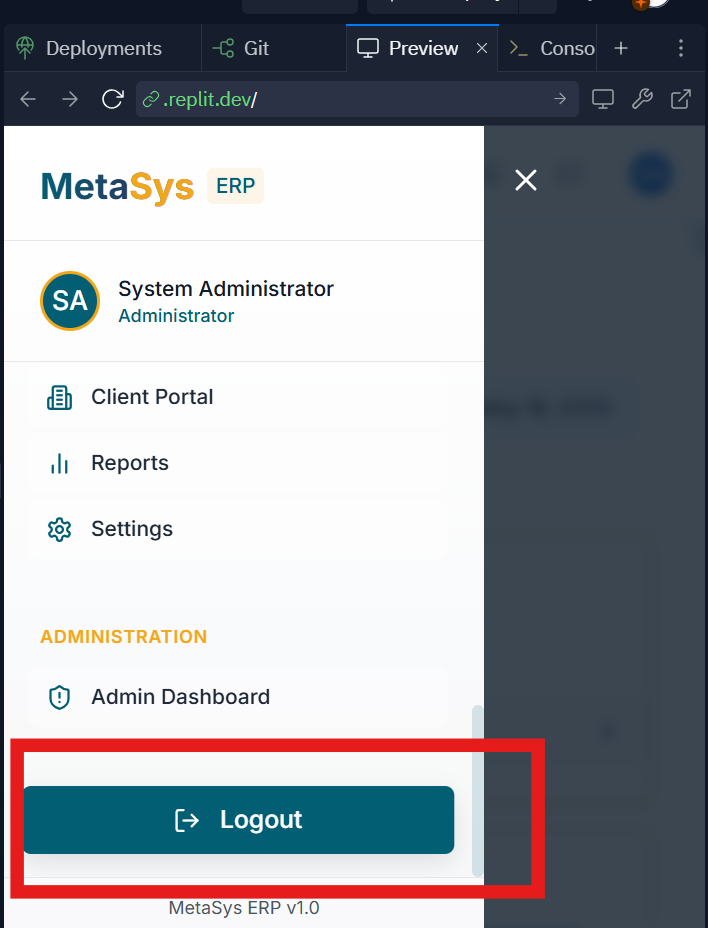 Deployments
Git
Preview
Conso
.replit.dev/
MetaSys ERP
SA
System Administrator
Administrator
Client Portal
Reports
Settings
ADMINISTRATION
Admin Dashboard
Logout
MetaSys ERP v1.0